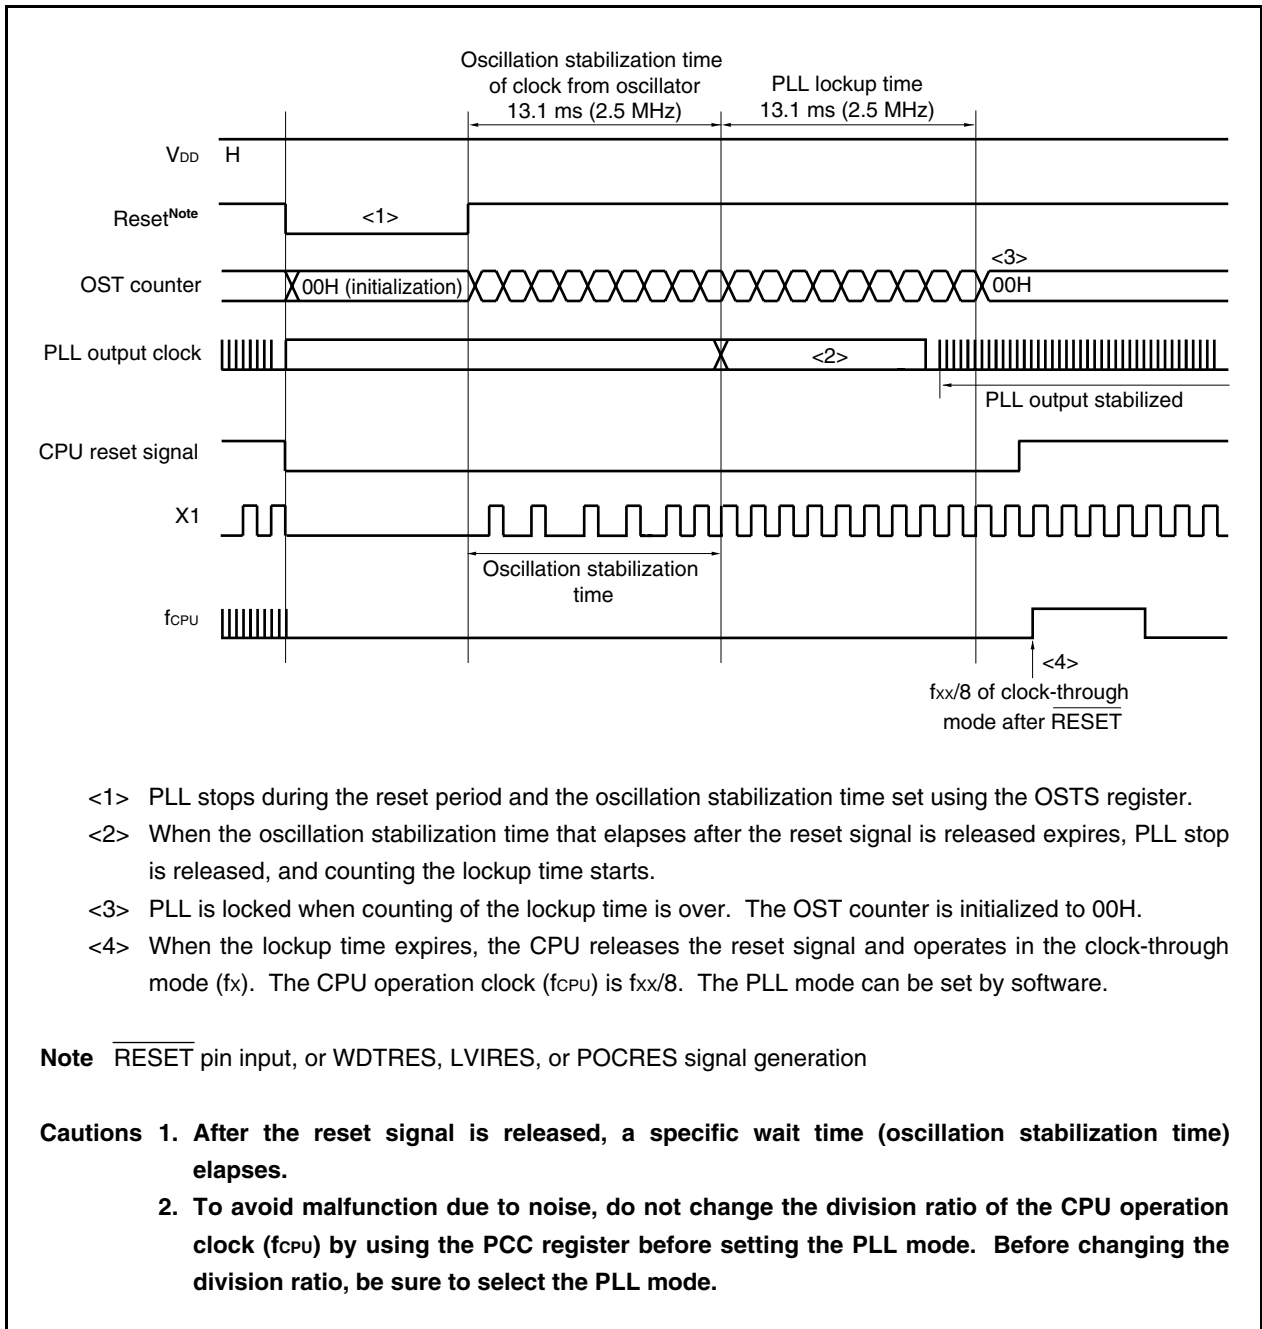 Oscillation stabilization time
of clock from oscillator
13.1 ms (2.5 MHz)
PLL lockup time
13.1 ms (2.5 MHz)
VDD
H
ResetNote
<1>
OST counter
00H (initialization)
<3>
00H
PLL output clock
<2>
PLL output stabilized
CPU reset signal
X1
Oscillation stabilization
time
fCPU
<4>
fxx/8 of clock-through
mode after RESET
<1> PLL stops during the reset period and the oscillation stabilization time set using the OSTS register.
<2> When the oscillation stabilization time that elapses after the reset signal is released expires, PLL stop
is released, and counting the lockup time starts.
<3> PLL is locked when counting of the lockup time is over. The OST counter is initialized to 00H.
<4> When the lockup time expires, the CPU releases the reset signal and operates in the clock-through
mode (fx). The CPU operation clock (fCPU) is fxx/8. The PLL mode can be set by software.
Note RESET pin input, or WDTRES, LVIRES, or POCRES signal generation
Cautions 1. After the reset signal is released, a specific wait time (oscillation stabilization time)
elapses.
2. To avoid malfunction due to noise, do not change the division ratio of the CPU operation
clock (fCPU) by using the PCC register before setting the PLL mode. Before changing the
division ratio, be sure to select the PLL mode.